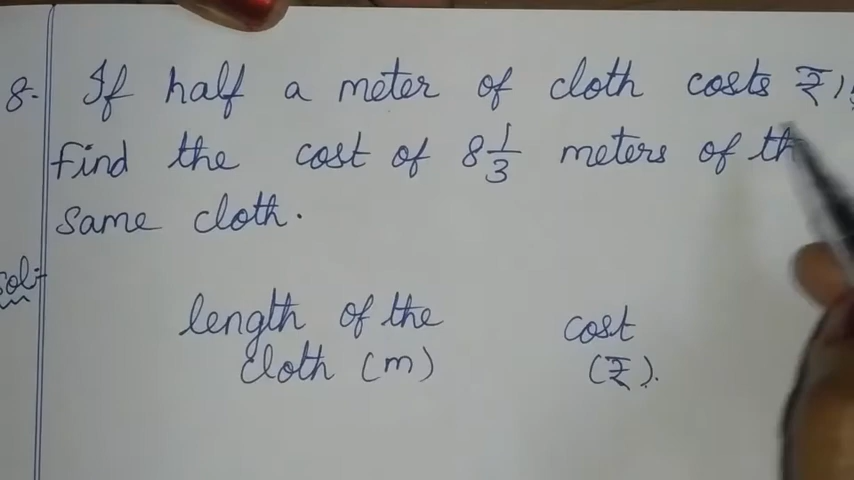 8. If half a meter of cloth costs ₹
find the cost of 8 1/3 meters of
same cloth.
Sol:-
length of the cost
cloth (m) (₹).